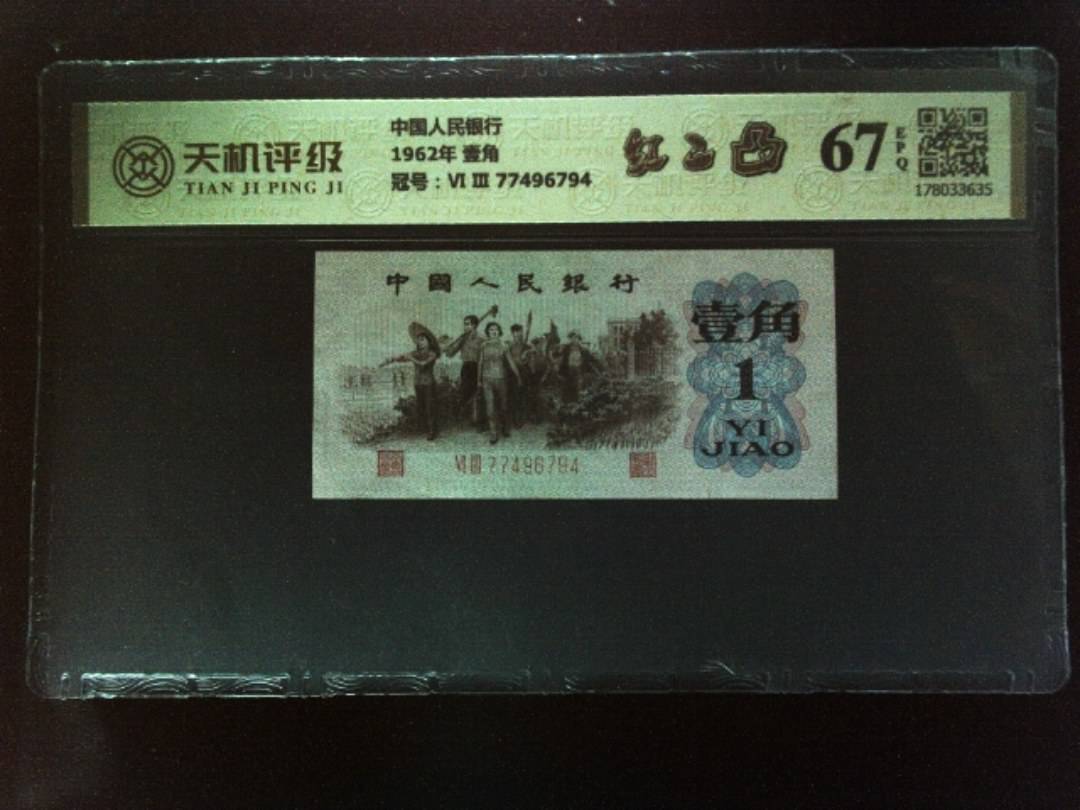 天机评级
TIAN JI PING JI
中国人民银行
1962年 壹角
冠号：VI III 77496794
红二凸
67
EPQ
178033635
中國人民銀行
壹角
1
YI
JIAO
VI III 77496794